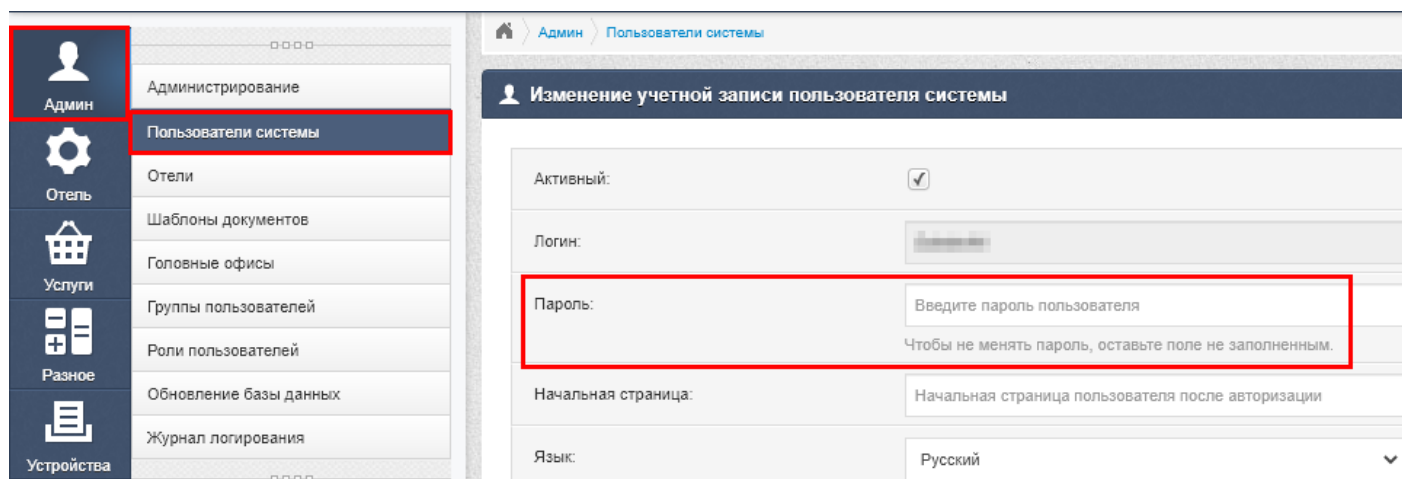 Админ
Отель
Услуги
Разное
Устройства
Администрирование
Пользователи системы
Отели
Шаблоны документов
Головные офисы
Группы пользователей
Роли пользователей
Обновление базы данных
Журнал логирования
Админ
Пользователи системы
Изменение учетной записи пользователя системы
Активный:
Логин:
Пароль:
Введите пароль пользователя
Чтобы не менять пароль, оставьте поле не заполненным.
Начальная страница:
Начальная страница пользователя после авторизации
Язык:
Русский